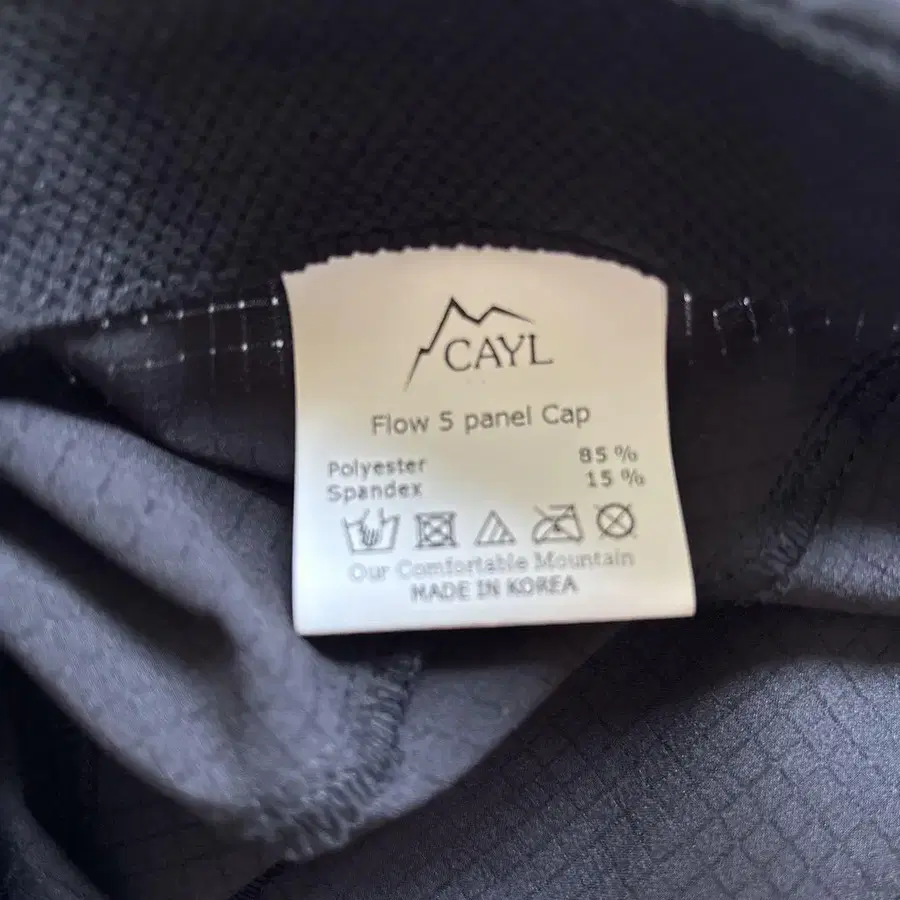 CAYL
Flow 5 panel Cap
Polyester 85 %
Spandex 15 %
Our Comfortable Mountain
MADE IN KOREA